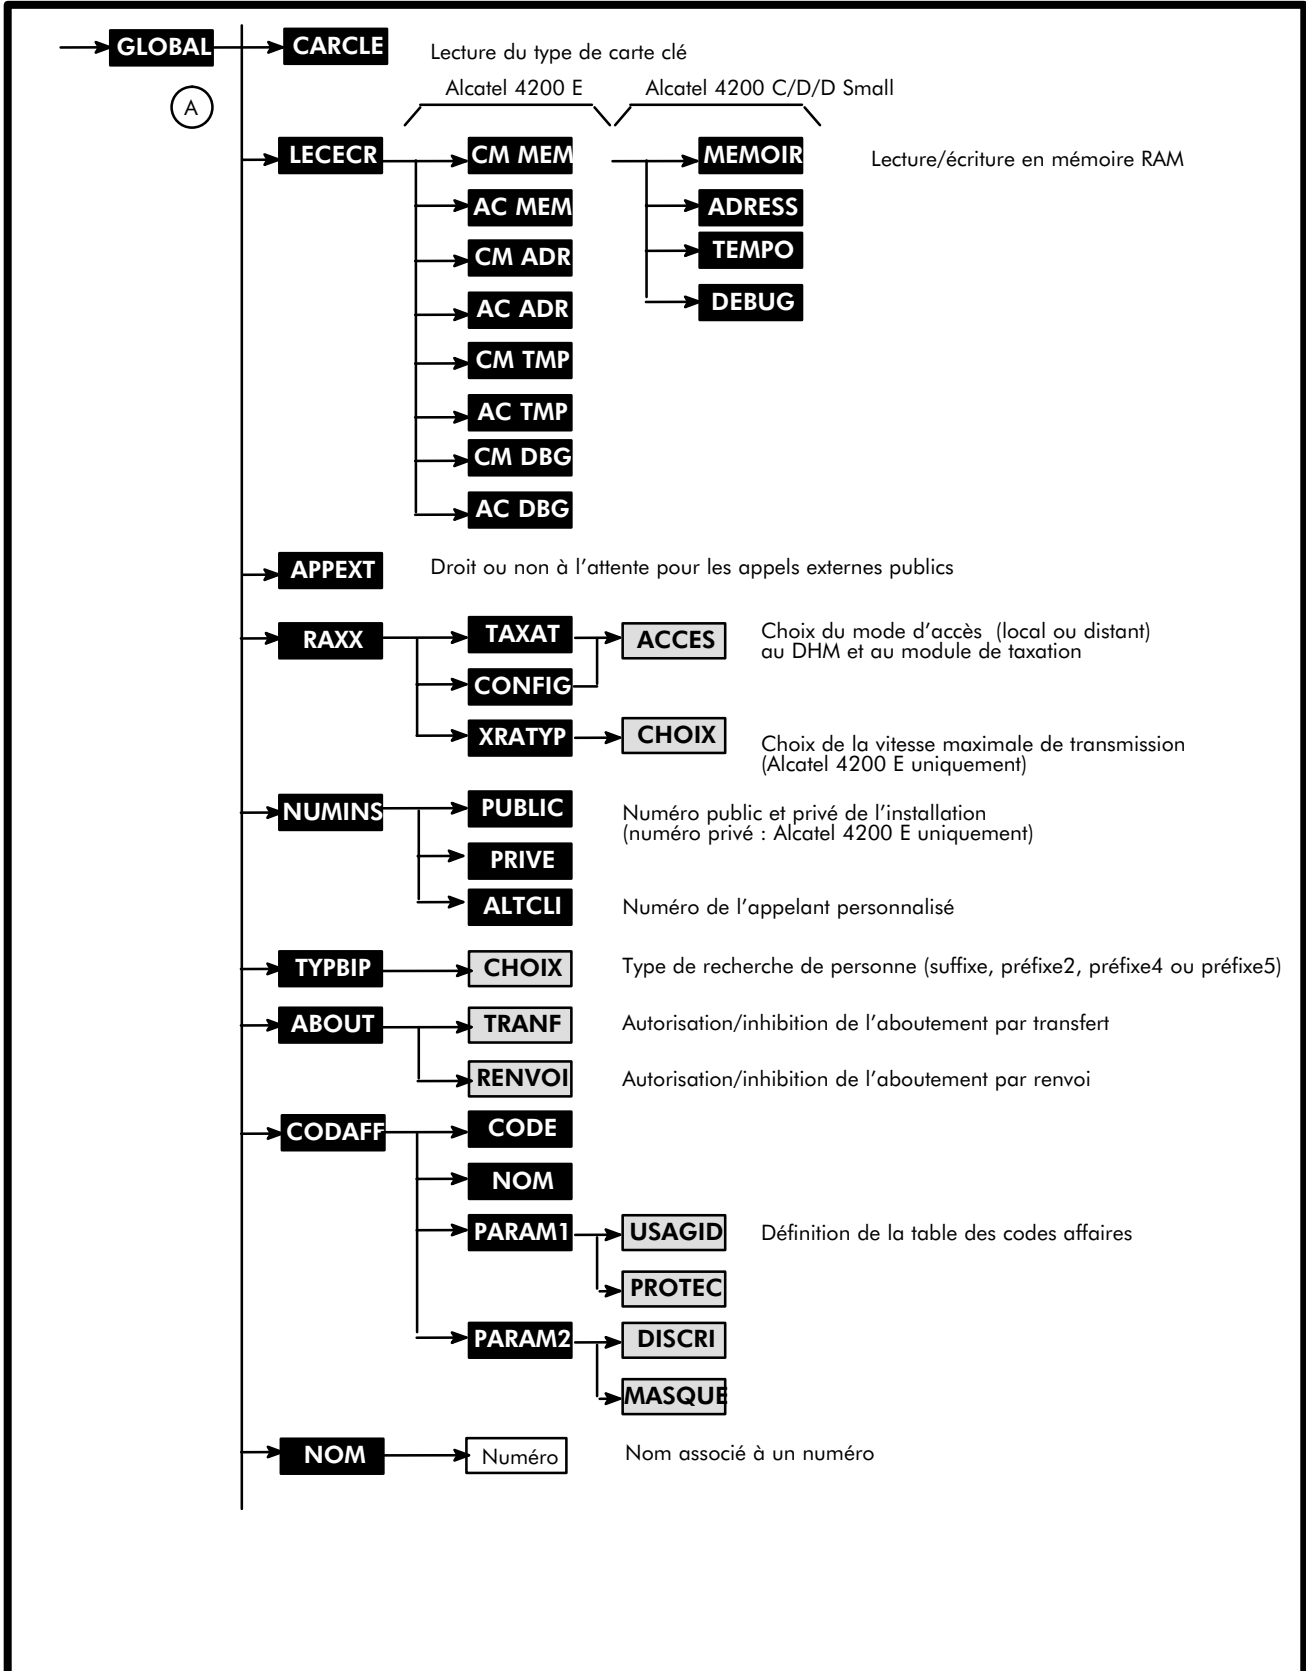 GLOBAL CARCLE Lecture du type de carte clé
A
Alcatel 4200 E Alcatel 4200 C/D/D Small
LECECR CM MEM MEMOIR Lecture/écriture en mémoire RAM
AC MEM ADRESS
CM ADR TEMPO
AC ADR DEBUG
CM TMP
AC TMP
CM DBG
AC DBG
APPEXT Droit ou non à l'attente pour les appels externes publics
RAXX TAXAT ACCES Choix du mode d'accès (local ou distant)
au DHM et au module de taxation
CONFIG
XRATYP CHOIX Choix de la vitesse maximale de transmission
(Alcatel 4200 E uniquement)
NUMINS PUBLIC Numéro public et privé de l'installation
(numéro privé : Alcatel 4200 E uniquement)
PRIVE
ALTCLI Numéro de l'appelant personnalisé
TYPBIP CHOIX Type de recherche de personne (suffixe, préfixe2, préfixe4 ou préfixe5)
ABOUT TRANF Autorisation/inhibition de l'aboutement par transfert
RENVOI Autorisation/inhibition de l'aboutement par renvoi
CODAFF CODE
NOM
PARAM1 USAGID Définition de la table des codes affaires
PROTEC
PARAM2 DISCRI
MASQUE
NOM Numéro Nom associé à un numéro